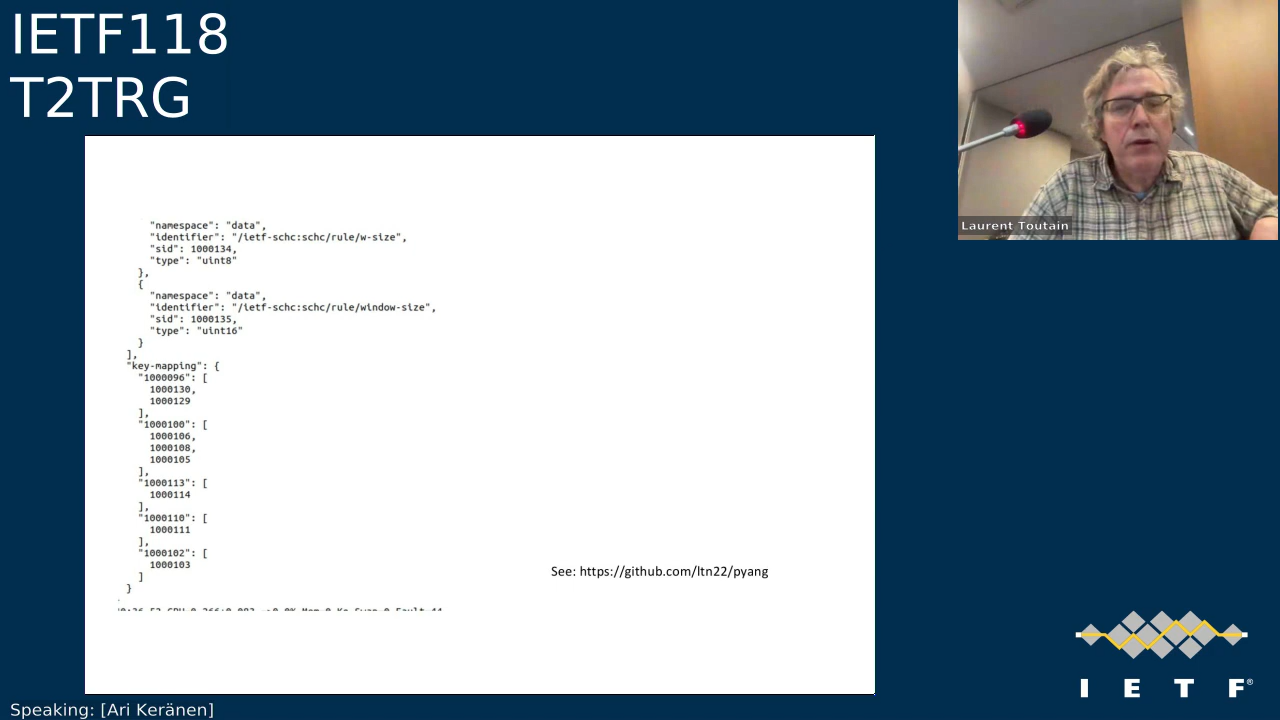 IETF118
T2TRG
Laurent Toutain
"namespace": "data",
"identifier": "/ietf-schc:schc/rule/w-size",
"sid": 1000134,
"type": "uint8"
},
{
"namespace": "data",
"identifier": "/ietf-schc:schc/rule/window-size",
"sid": 1000135,
"type": "uint16"
}
],
"key-mapping": {
"1000096": [
1000130,
1000129
],
"1000100": [
1000106,
1000108,
1000105
],
"1000113": [
1000114
],
"1000110": [
1000111
],
"1000102": [
1000103
]
}
See: https://github.com/ltn22/pyang
I E T F®
Speaking: [Ari Keränen]